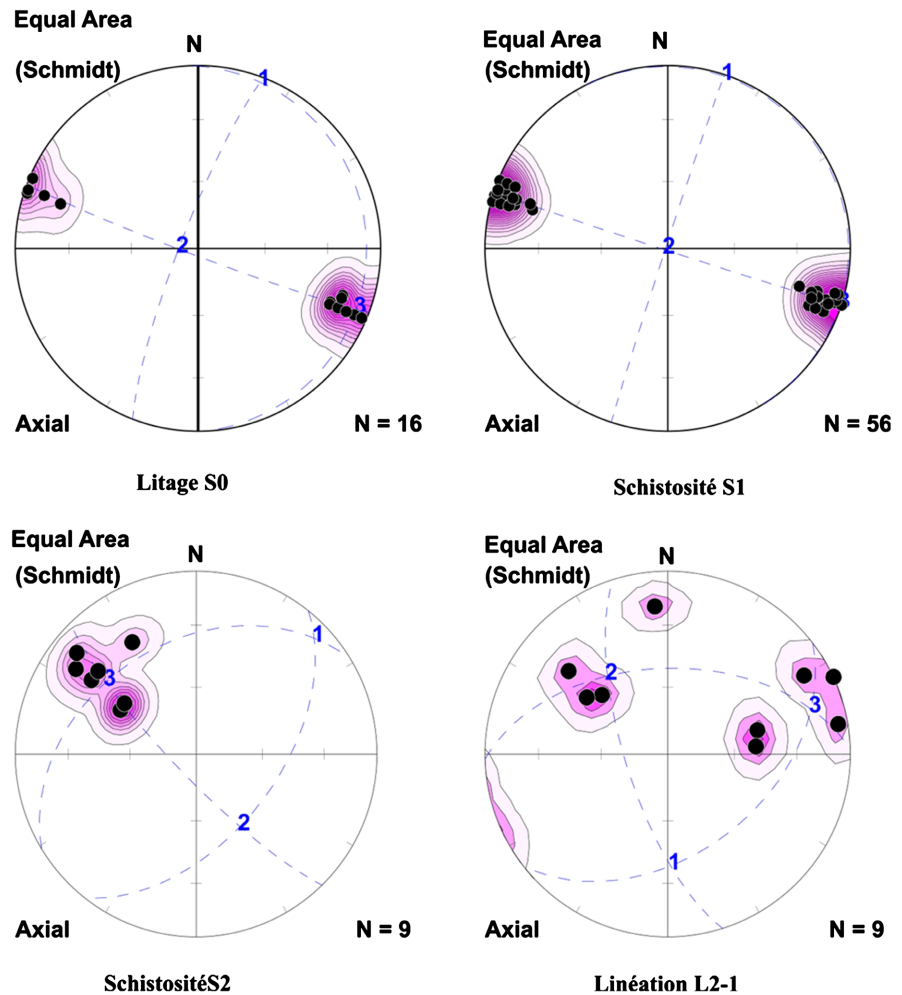 Equal Area
(Schmidt)
N
1
2
3
Axial
N = 16
Litage S0
Equal Area
(Schmidt)
N
1
2
3
Axial
N = 56
Schistosité S1
Equal Area
(Schmidt)
N
1
3
2
Axial
N = 9
SchistositéS2
Equal Area
(Schmidt)
N
2
3
1
Axial
N = 9
Linéation L2-1